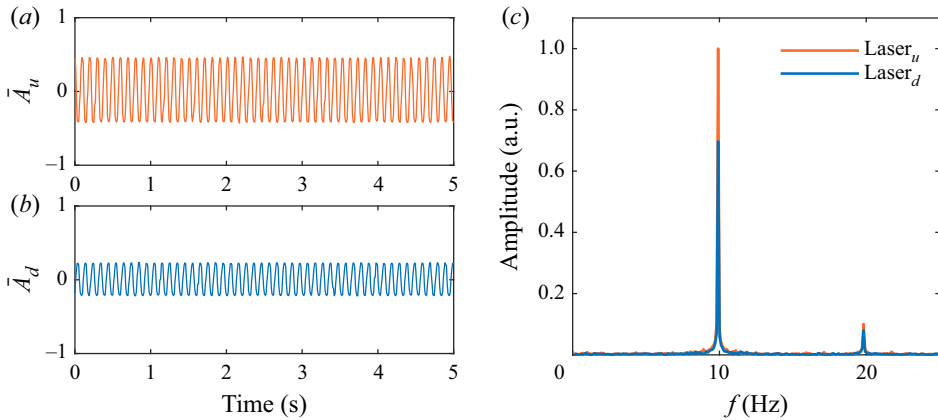 (a)
1
0
−1
Ā_u
0 1 2 3 4 5
(b)
1
0
−1
Ā_d
0 1 2 3 4 5
Time (s)
(c)
1.0
0.8
0.6
0.4
0.2
Amplitude (a.u.)
Laser_u
Laser_d
0 10 20
f (Hz)